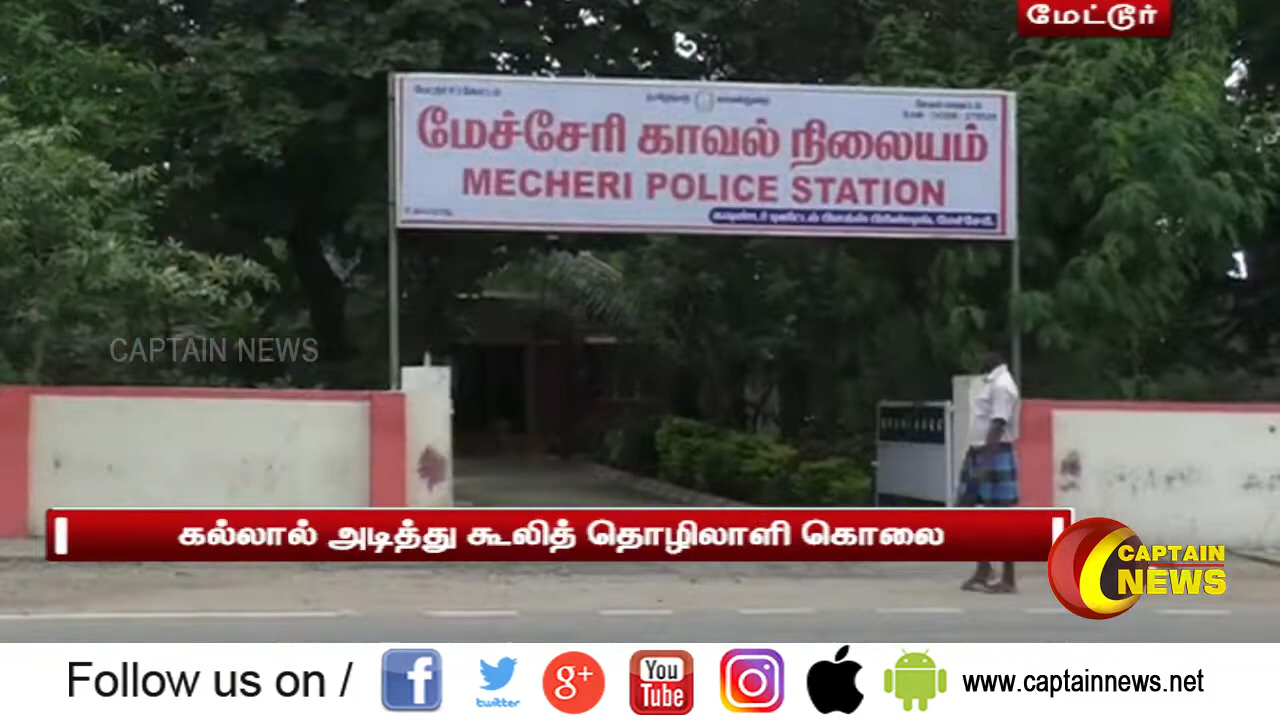 மேட்டூர்
மேச்சேரி காவல் நிலையம்
MECHERI POLICE STATION
CAPTAIN NEWS
கல்லால் அடித்து கூலித் தொழிலாளி கொலை
CAPTAIN
NEWS
Follow us on / f twitter g+ You Tube www.captainnews.net